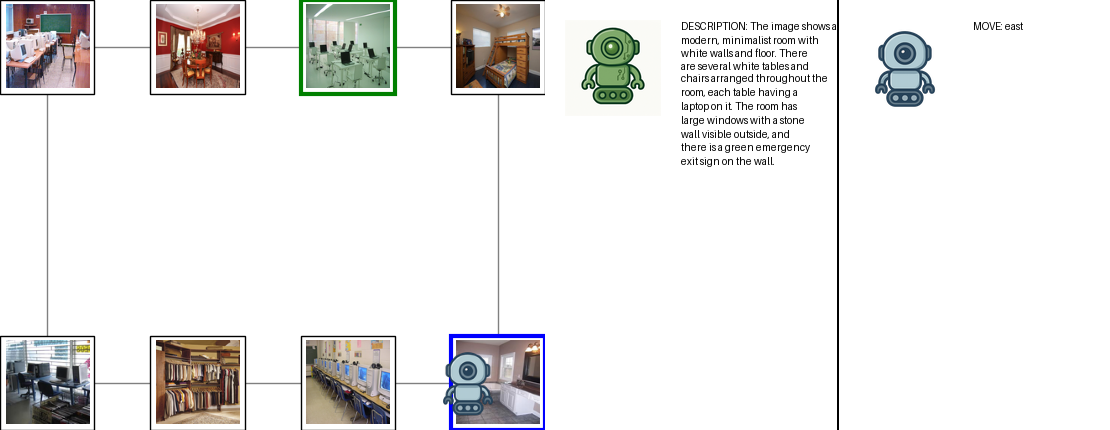 DESCRIPTION: The image shows a
modern, minimalist room with
white walls and floor. There
are several white tables and
chairs arranged throughout the
room, each table having a
laptop on it. The room has
large windows with a stone
wall visible outside, and
there is a green emergency
exit sign on the wall.
MOVE: east